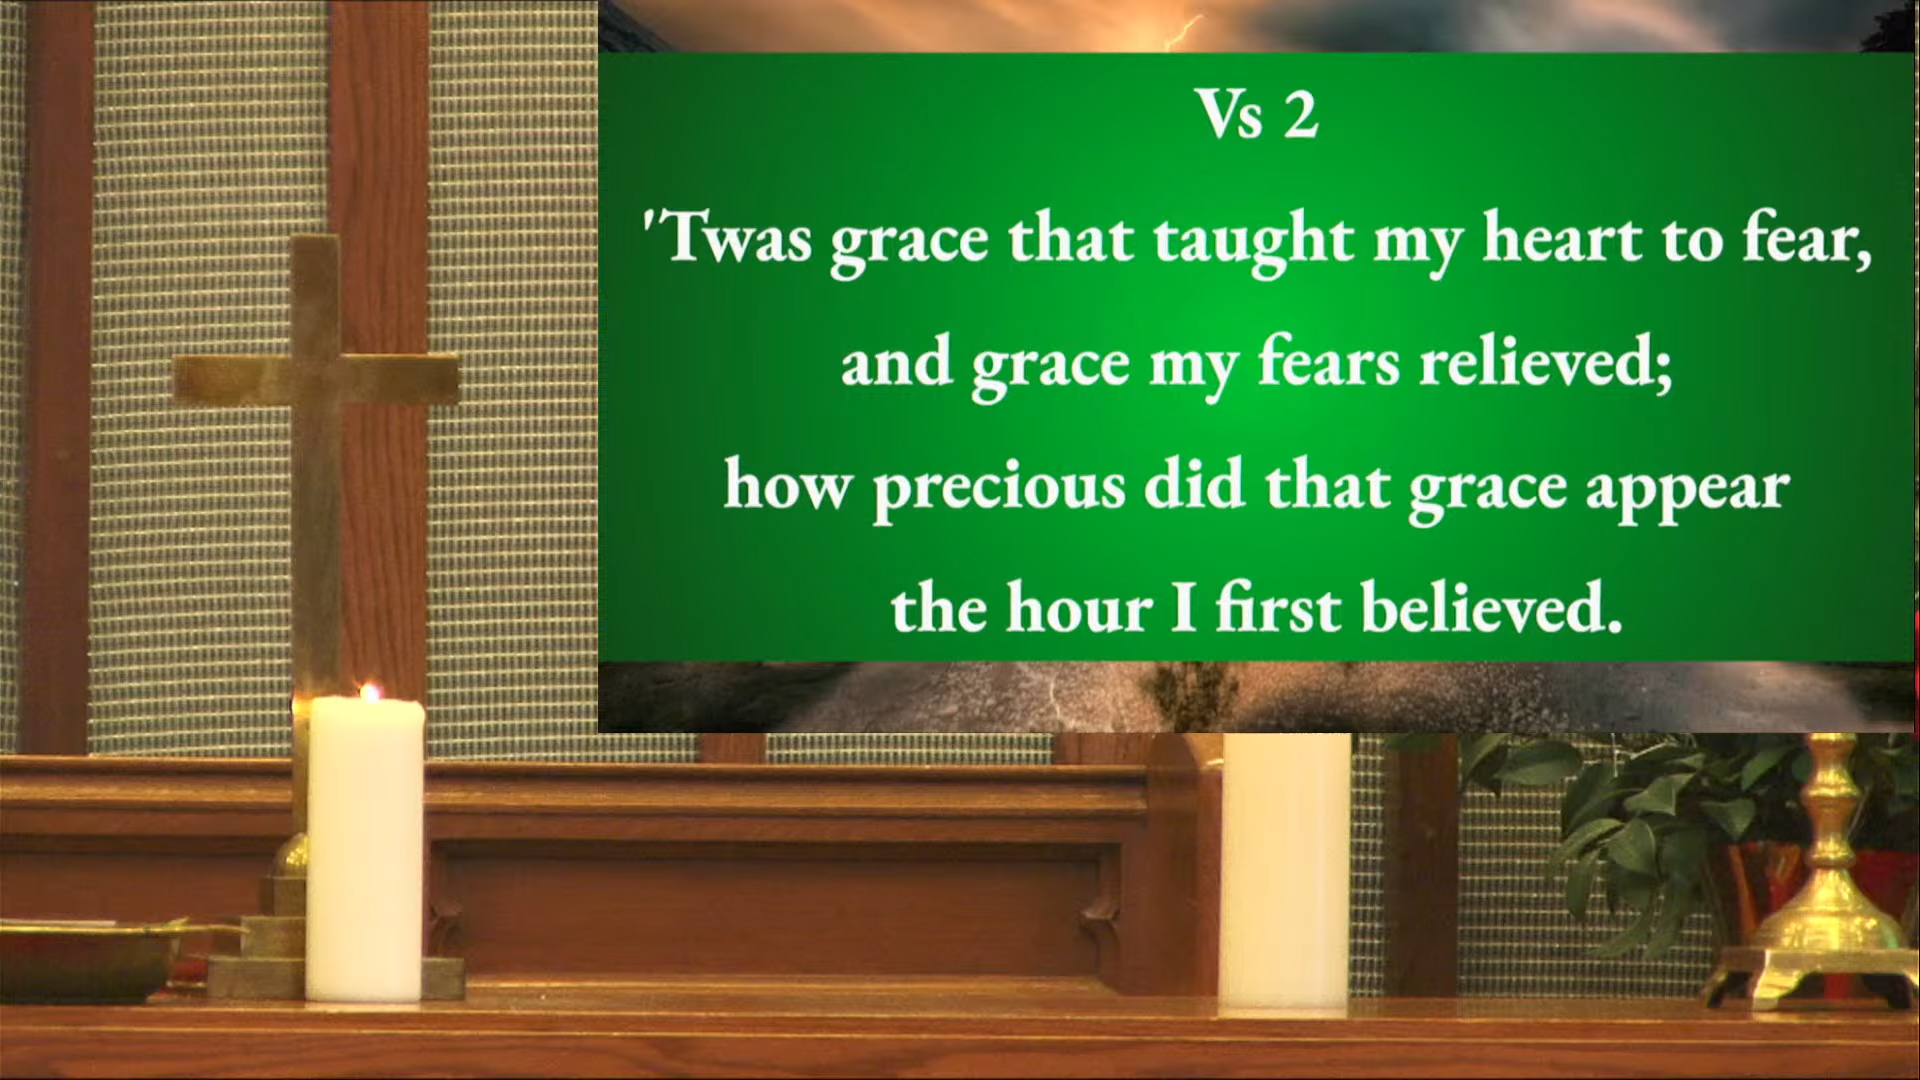 Vs 2
'Twas grace that taught my heart to fear,
and grace my fears relieved;
how precious did that grace appear
the hour I first believed.